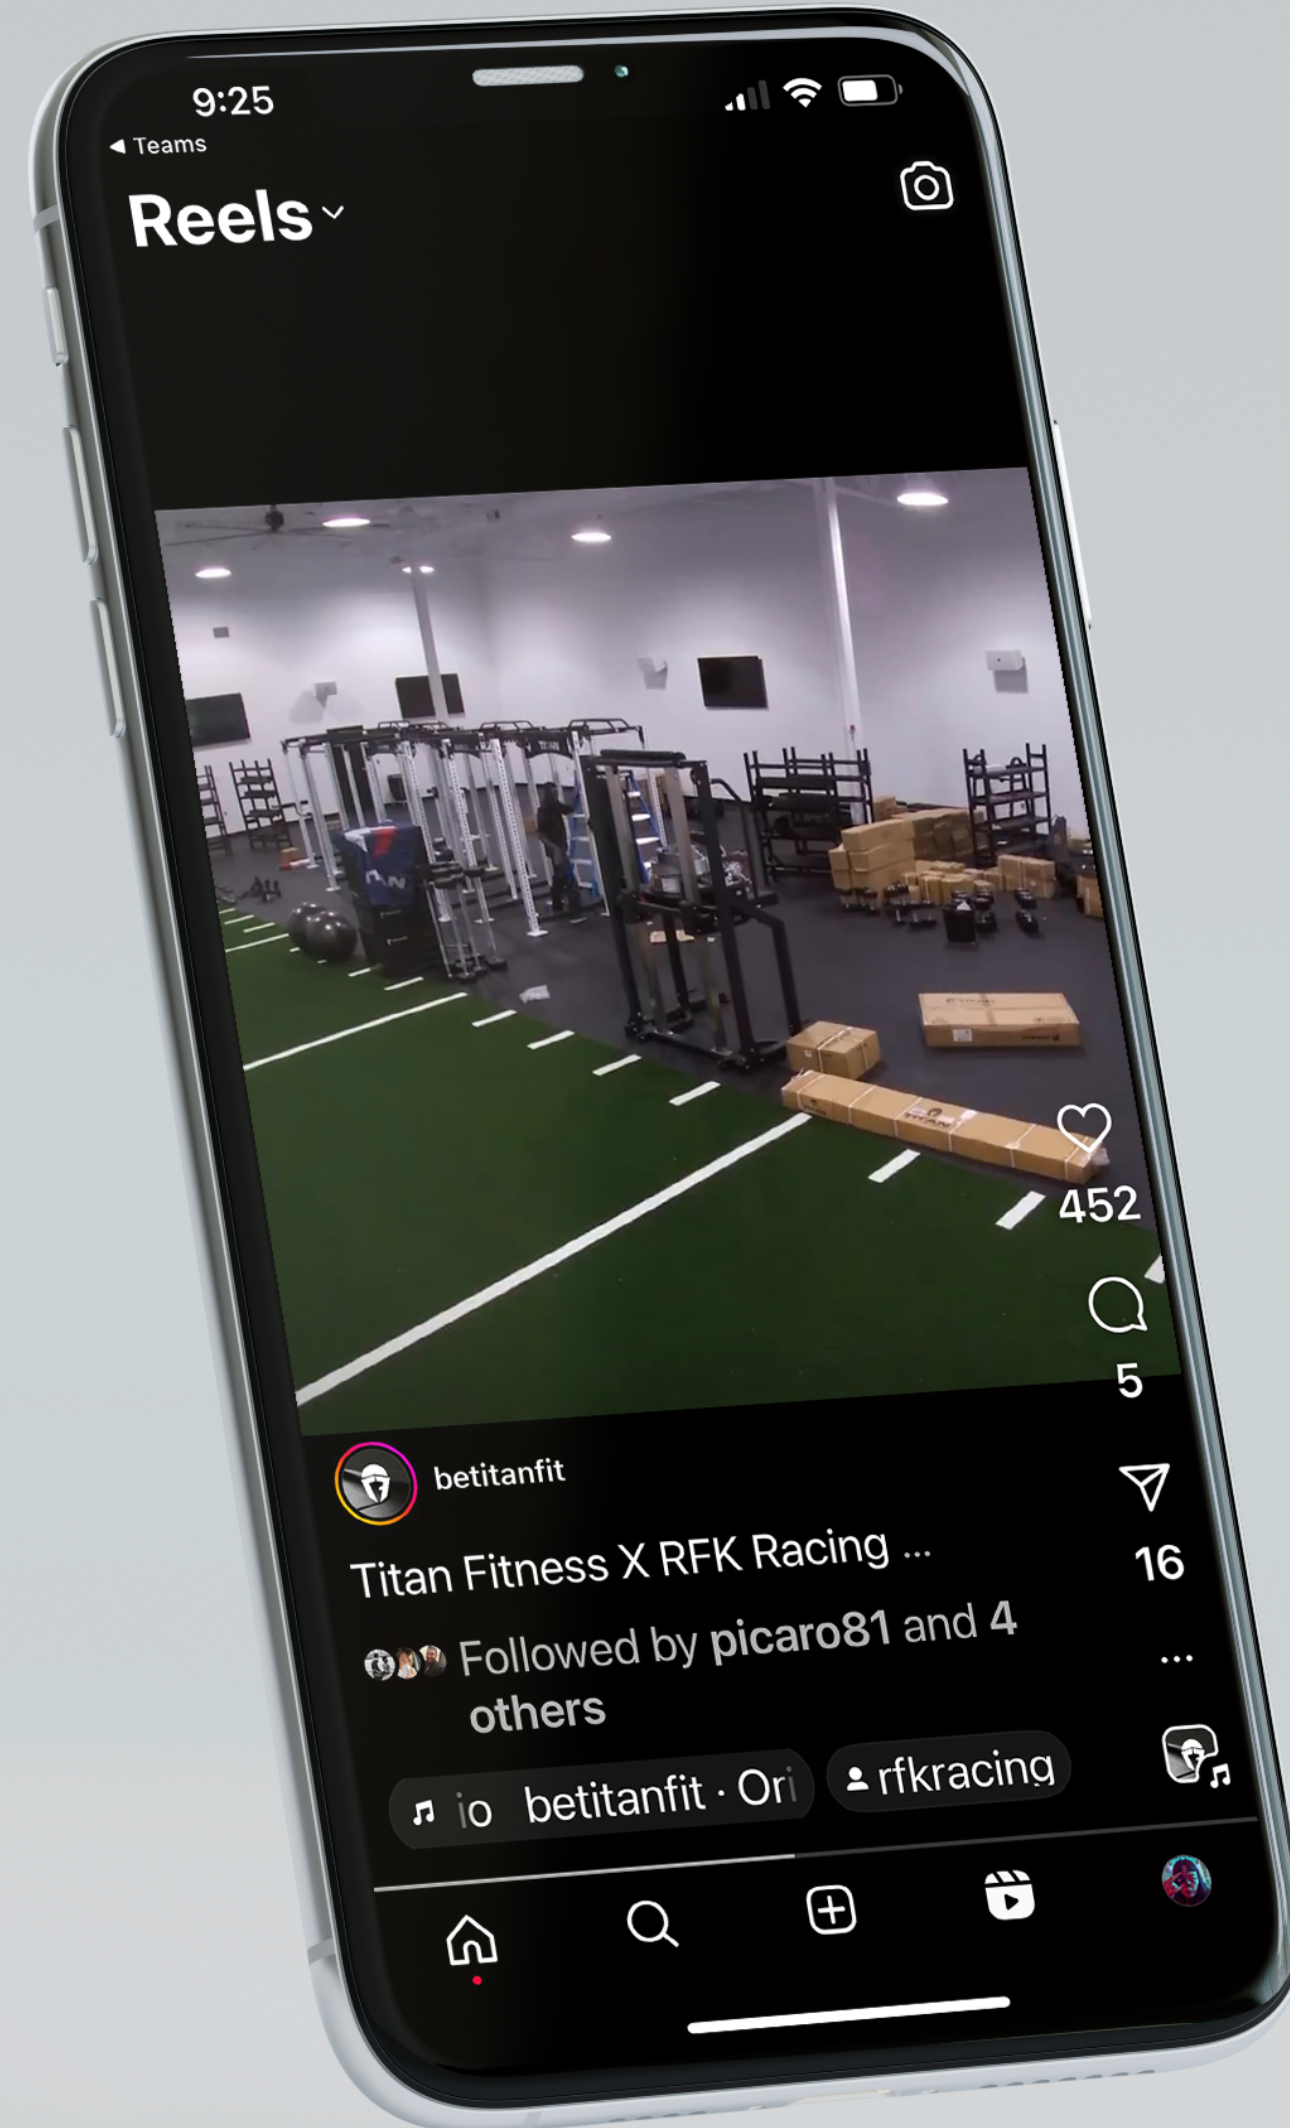 9:25
Teams
Reels
TITAN
452
5
betitanfit
Titan Fitness X RFK Racing ...
16
Followed by picaro81 and 4
others
io betitanfit · Ori
rfkracing